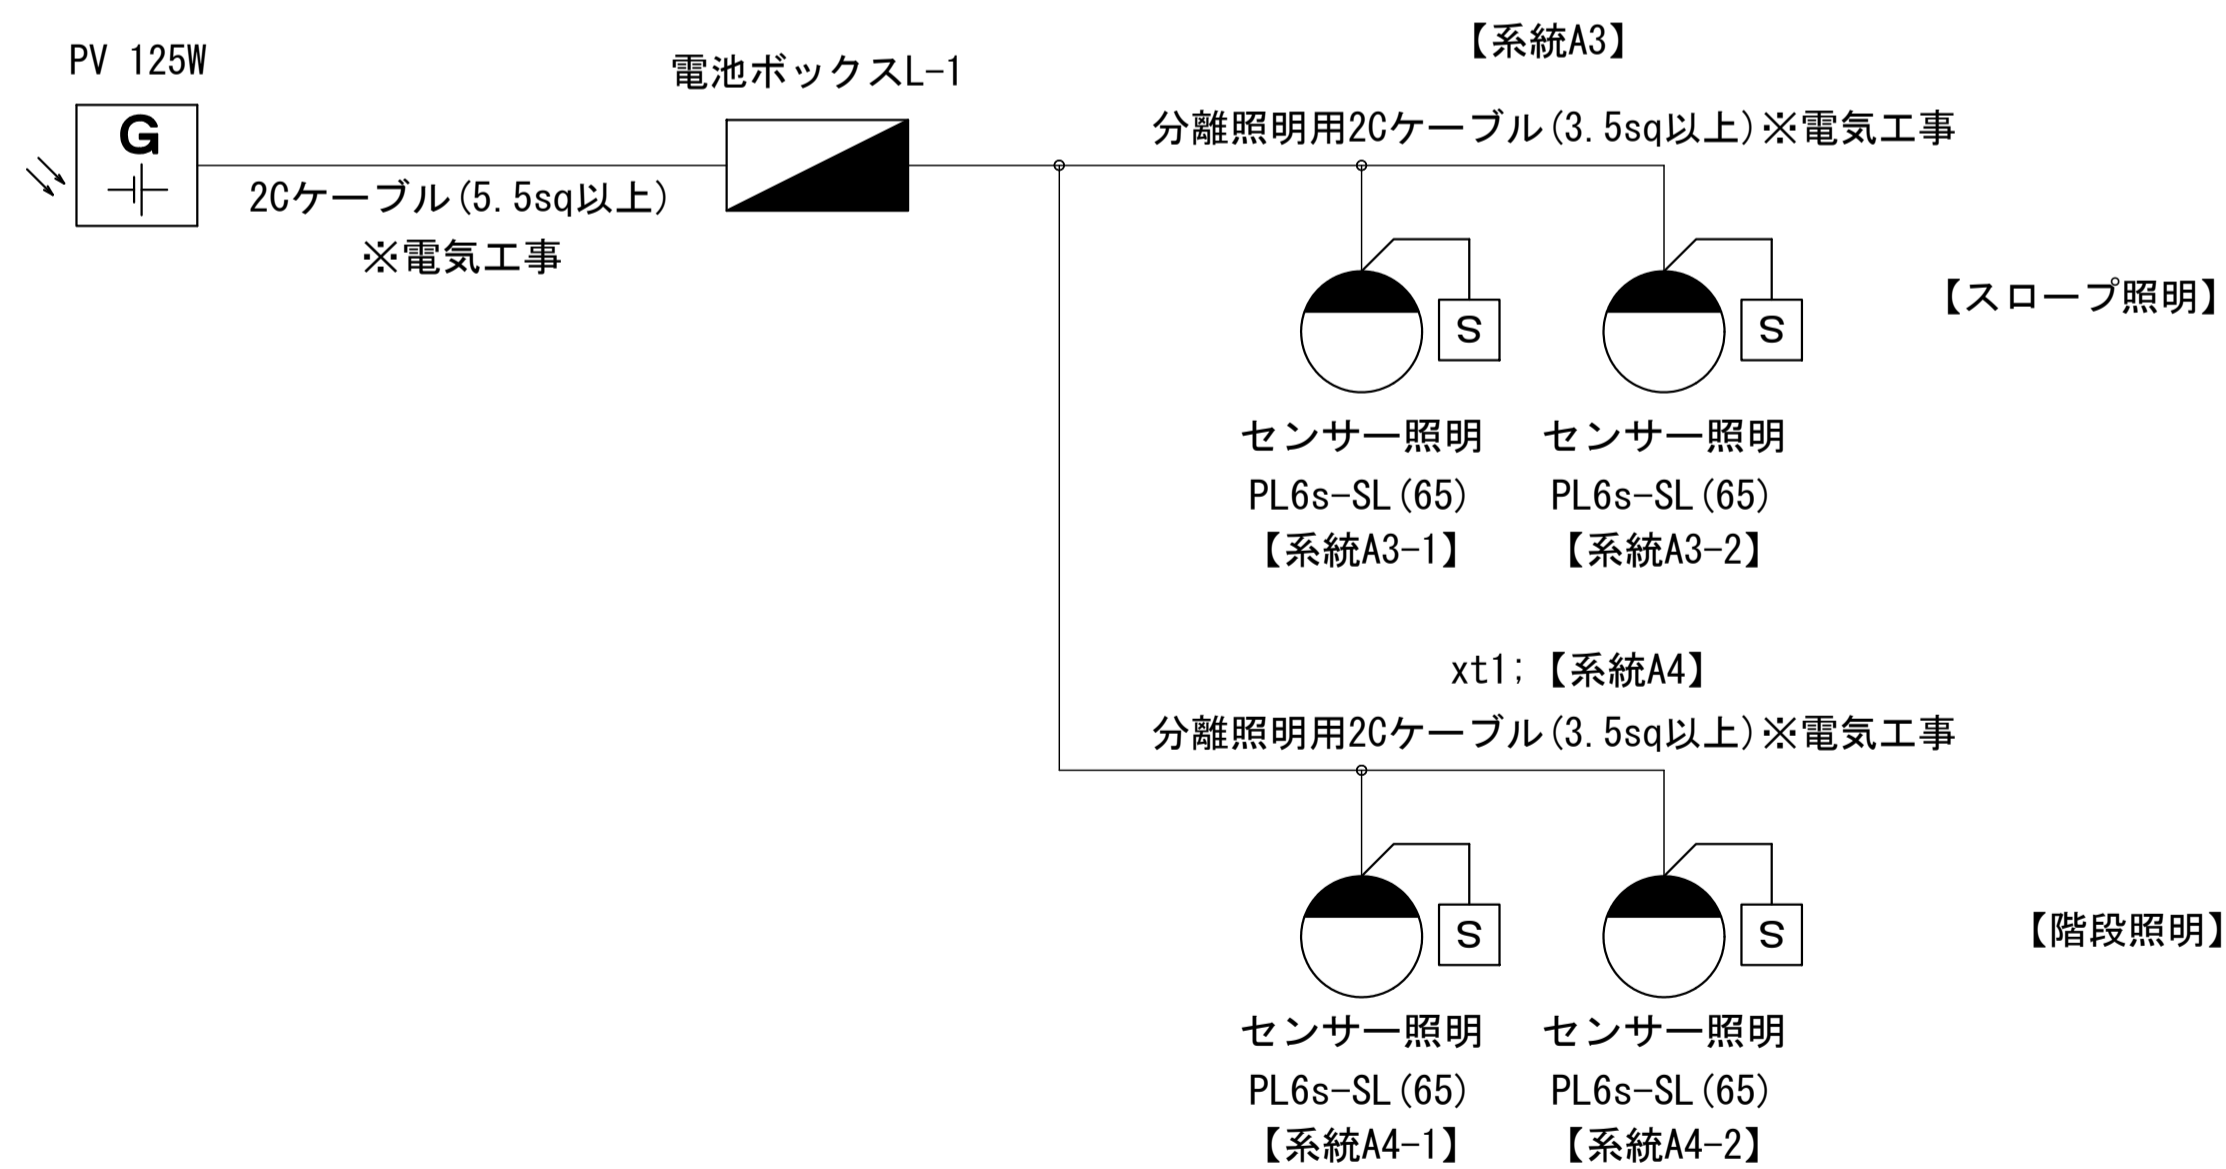 PV 125W
G
2Cケーブル(5.5sq以上)
※電気工事
電池ボックスL-1
【系統A3】
分離照明用2Cケーブル(3.5sq以上)※電気工事
S
S
【スロープ照明】
センサー照明
PL6s-SL(65)
【系統A3-1】
センサー照明
PL6s-SL(65)
【系統A3-2】
xt1;【系統A4】
分離照明用2Cケーブル(3.5sq以上)※電気工事
S
S
【階段照明】
センサー照明
PL6s-SL(65)
【系統A4-1】
センサー照明
PL6s-SL(65)
【系統A4-2】